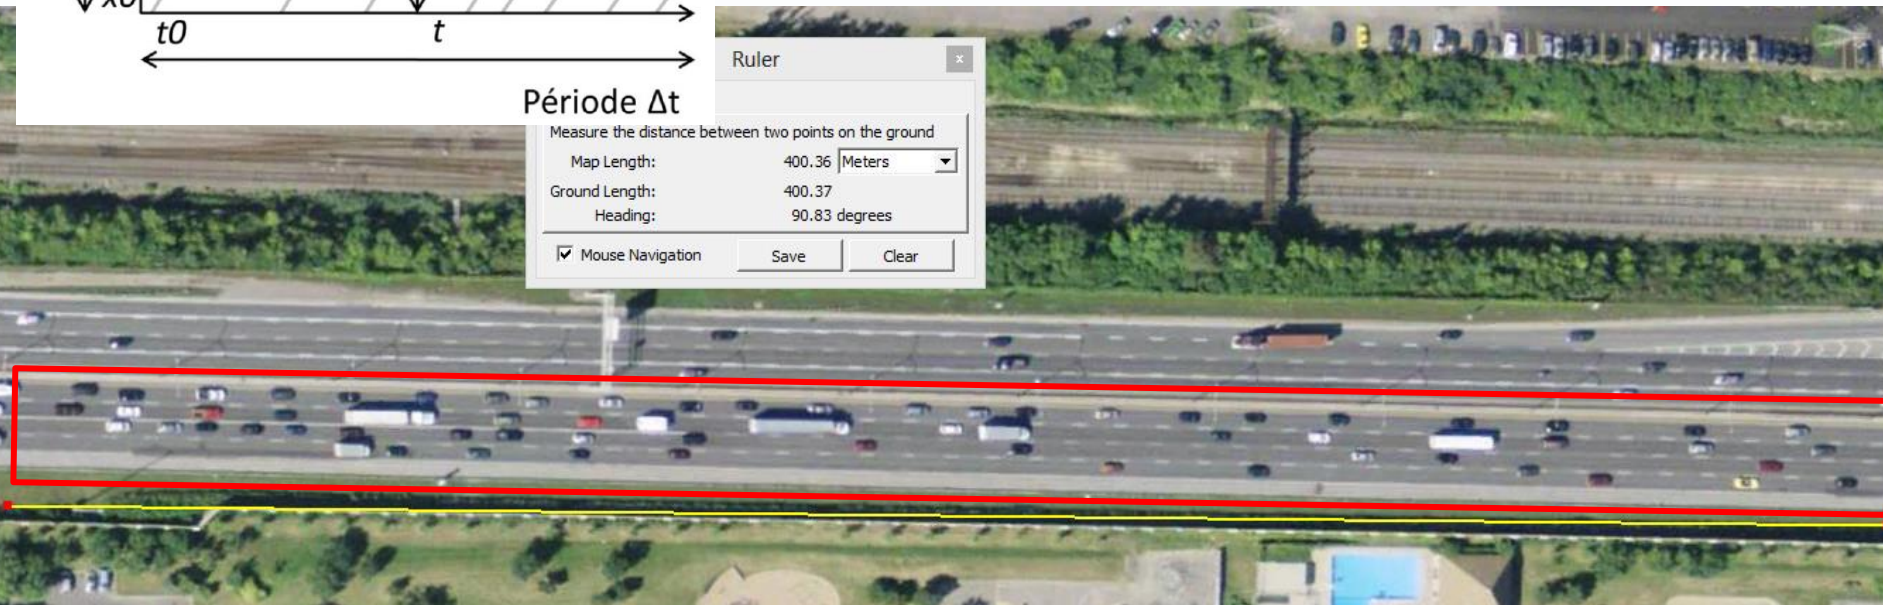 x0
t0
t
Période Δt
Ruler
x
Measure the distance between two points on the ground
Map Length: 400.36 Meters
Ground Length: 400.37
Heading: 90.83 degrees
Mouse Navigation Save Clear